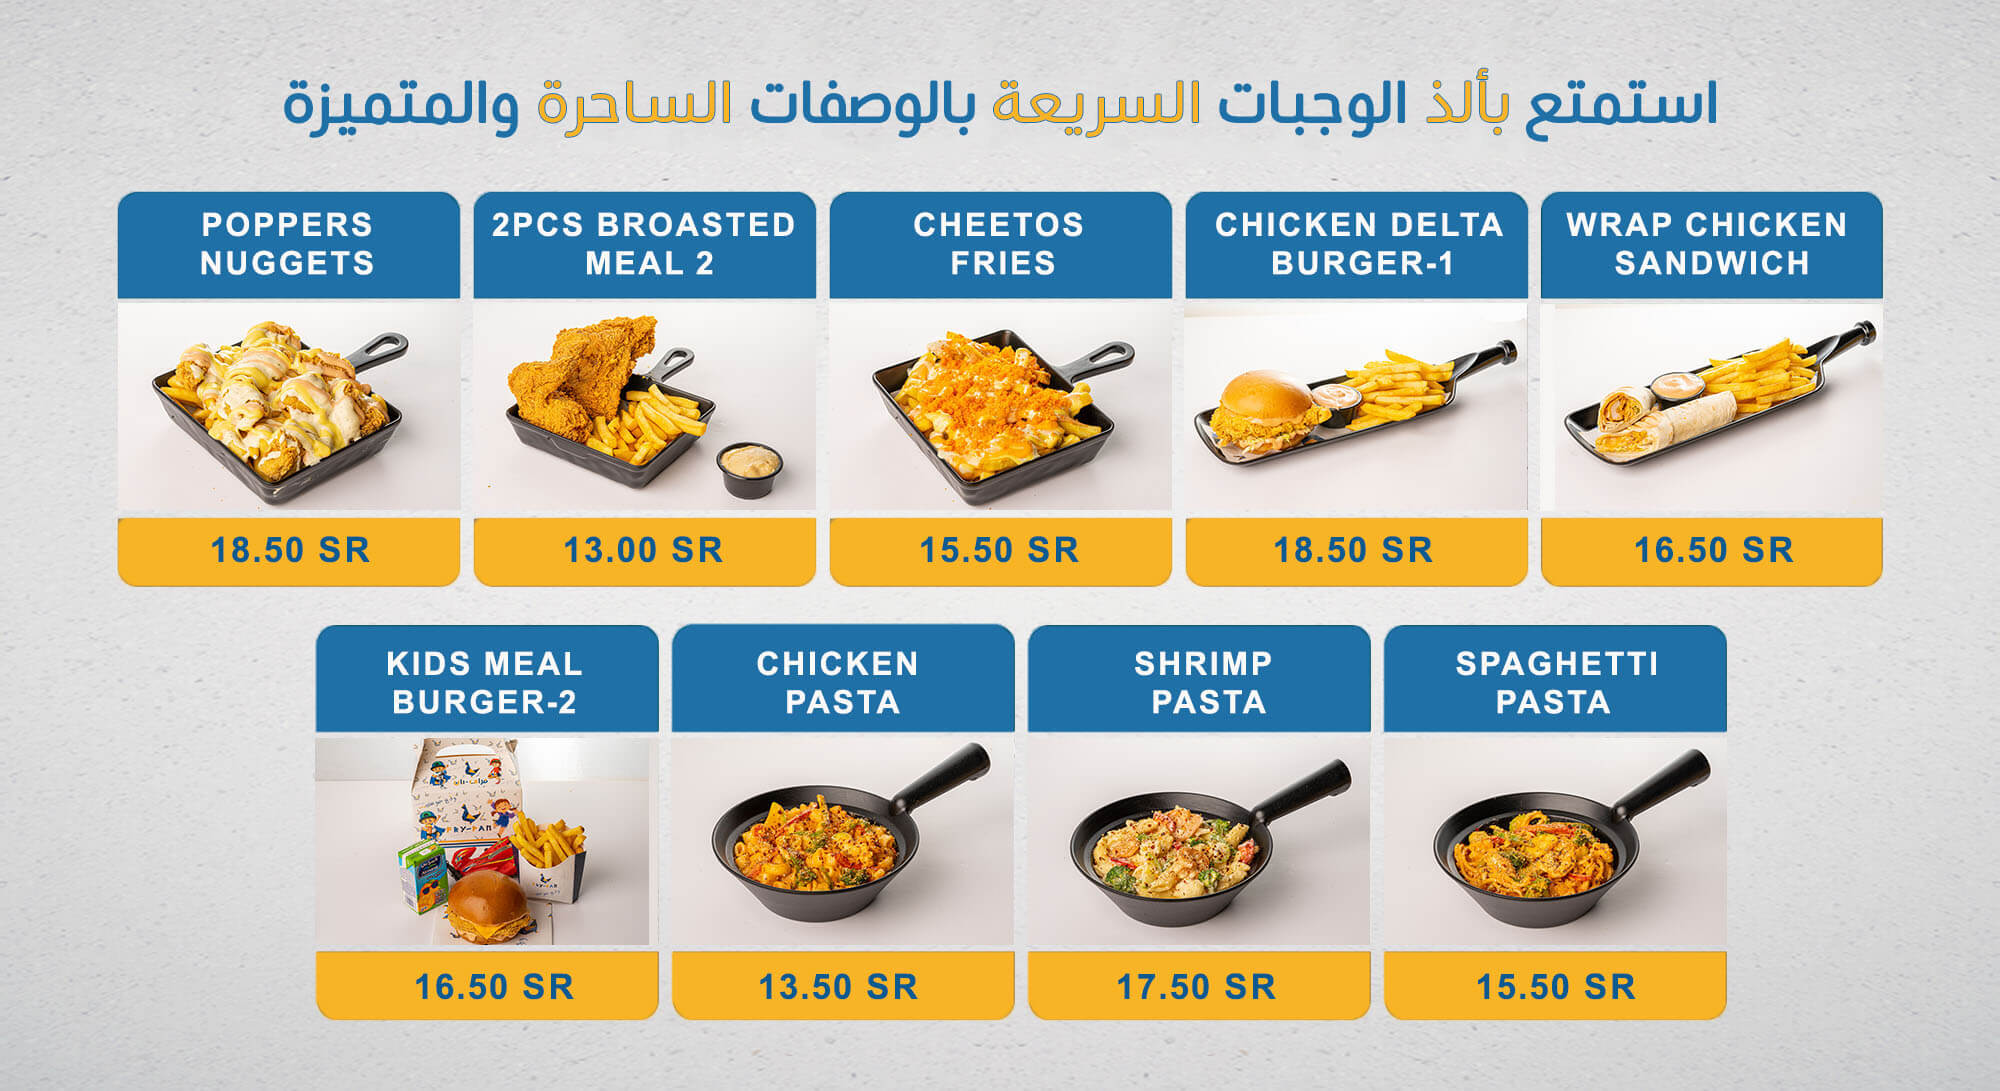 استمتع بألذ الوجبات السريعة بالوصفات الساحرة والمتميزة
POPPERS
NUGGETS
18.50 SR
2PCS BROASTED
MEAL 2
13.00 SR
CHEETOS
FRIES
15.50 SR
CHICKEN DELTA
BURGER-1
18.50 SR
WRAP CHICKEN
SANDWICH
16.50 SR
KIDS MEAL
BURGER-2
FRY-PAN
16.50 SR
CHICKEN
PASTA
13.50 SR
SHRIMP
PASTA
17.50 SR
SPAGHETTI
PASTA
15.50 SR